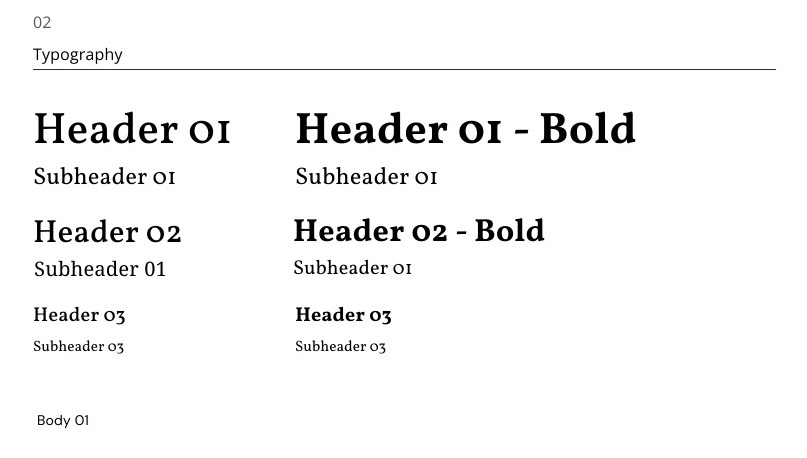 02
Typography
Header 01 Header 01 - Bold
Subheader 01 Subheader 01
Header 02 Header 02 - Bold
Subheader 01 Subheader 01
Header 03 Header 03
Subheader 03 Subheader 03
Body 01